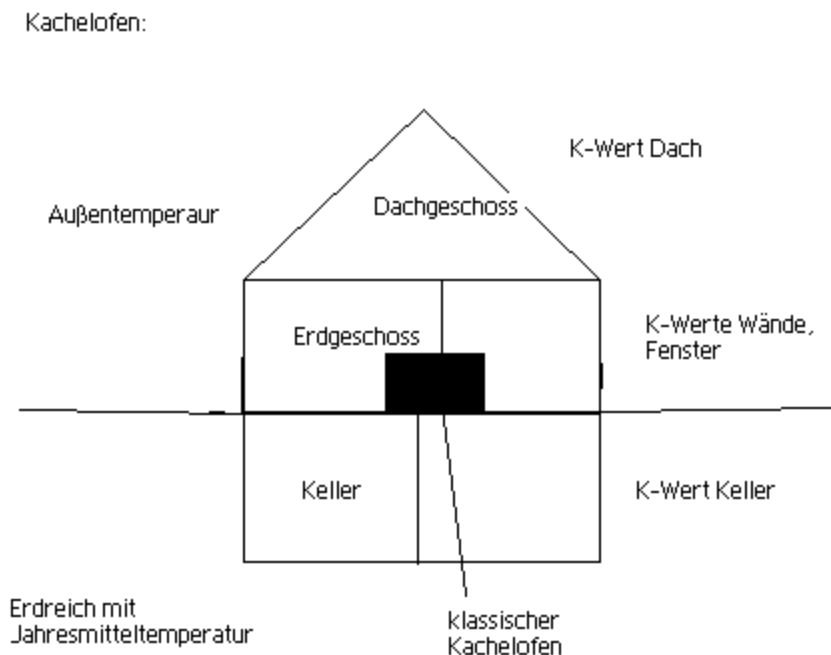 Kachelofen:
K-Wert Dach
Außentemperaur
Dachgeschoss
K-Werte Wände,
Fenster
Erdgeschoss
Keller
K-Wert Keller
Erdreich mit
Jahresmitteltemperatur
klassischer
Kachelofen